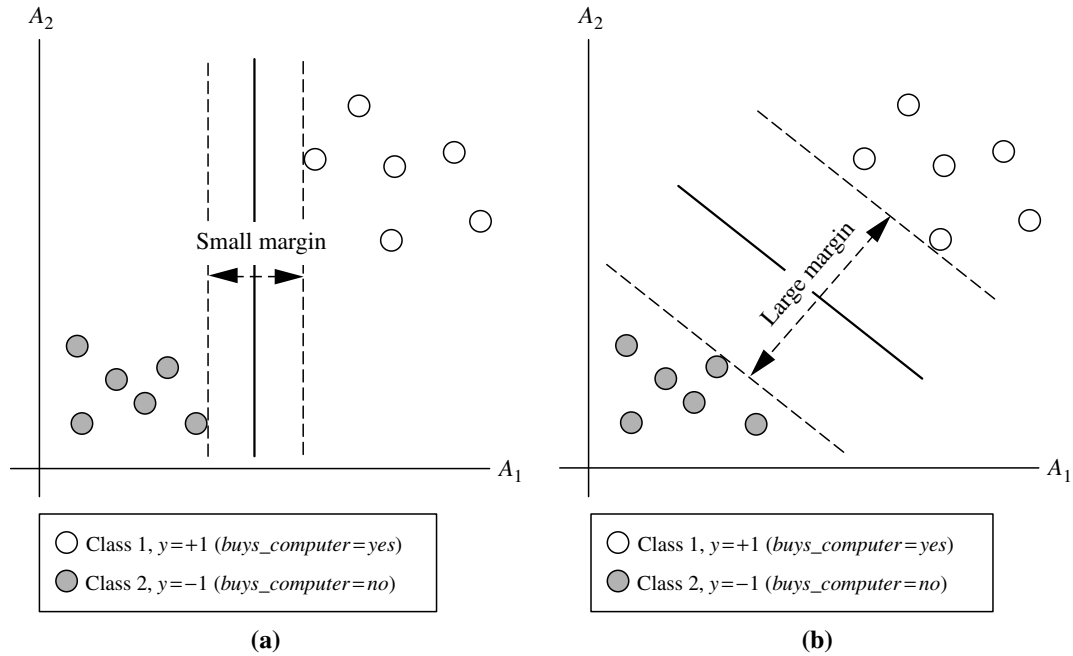 A2
Small margin
A1
Class 1, y=+1 (buys_computer=yes)
Class 2, y=−1 (buys_computer=no)
(a)
A2
Large margin
A1
Class 1, y=+1 (buys_computer=yes)
Class 2, y=−1 (buys_computer=no)
(b)